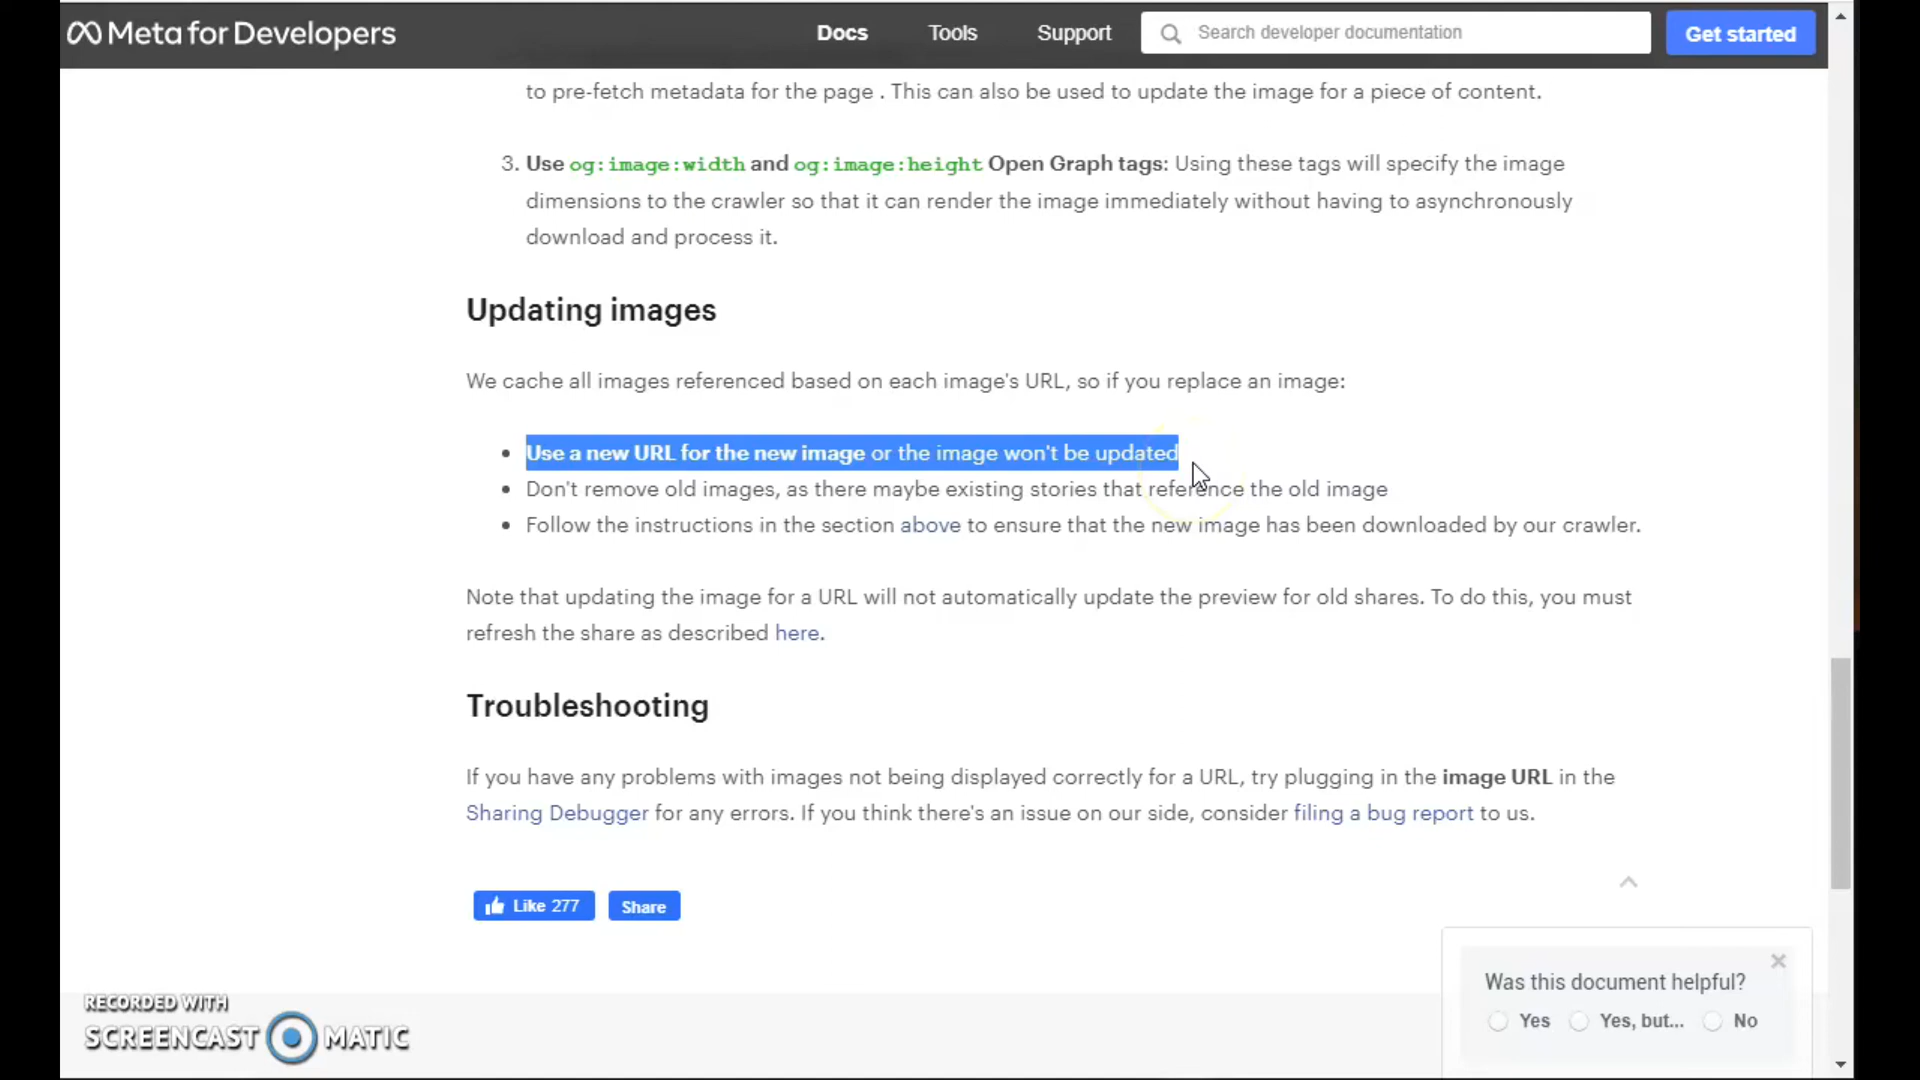 Meta for Developers
Docs
Tools
Support
Search developer documentation
Get started
to pre-fetch metadata for the page . This can also be used to update the image for a piece of content.
3. Use og:image:width and og:image:height Open Graph tags: Using these tags will specify the image
dimensions to the crawler so that it can render the image immediately without having to asynchronously
download and process it.
Updating images
We cache all images referenced based on each image's URL, so if you replace an image:
• Use a new URL for the new image or the image won't be updated
• Don't remove old images, as there maybe existing stories that reference the old image
• Follow the instructions in the section above to ensure that the new image has been downloaded by our crawler.
Note that updating the image for a URL will not automatically update the preview for old shares. To do this, you must
refresh the share as described here.
Troubleshooting
If you have any problems with images not being displayed correctly for a URL, try plugging in the image URL in the
Sharing Debugger for any errors. If you think there's an issue on our side, consider filing a bug report to us.
Like 277
Share
Was this document helpful?
Yes
Yes, but...
No
RECORDED WITH
SCREENCAST MATIC